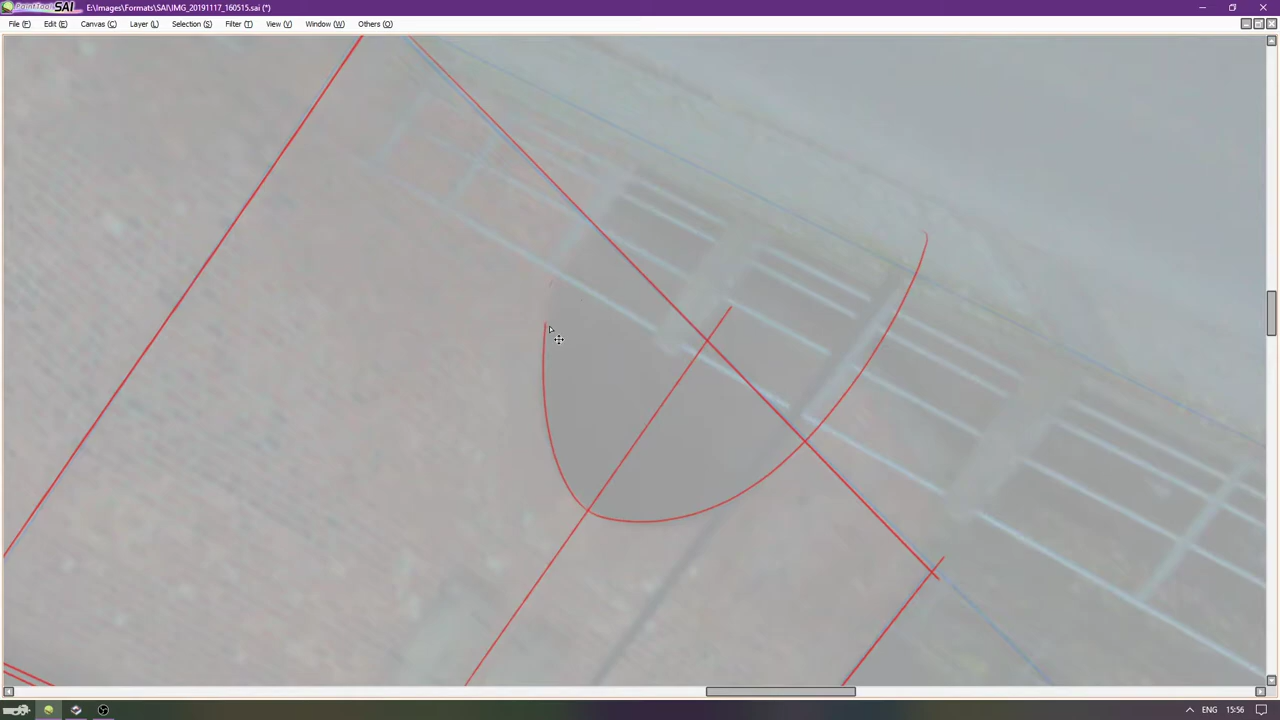 PaintTool SAI E:\Images\Formats\SAI\IMG_20191117_160515.sai (*)
File (F) Edit (E) Canvas (C) Layer (L) Selection (S) Filter (T) View (V) Window (W) Others (O)
ENG 15:56